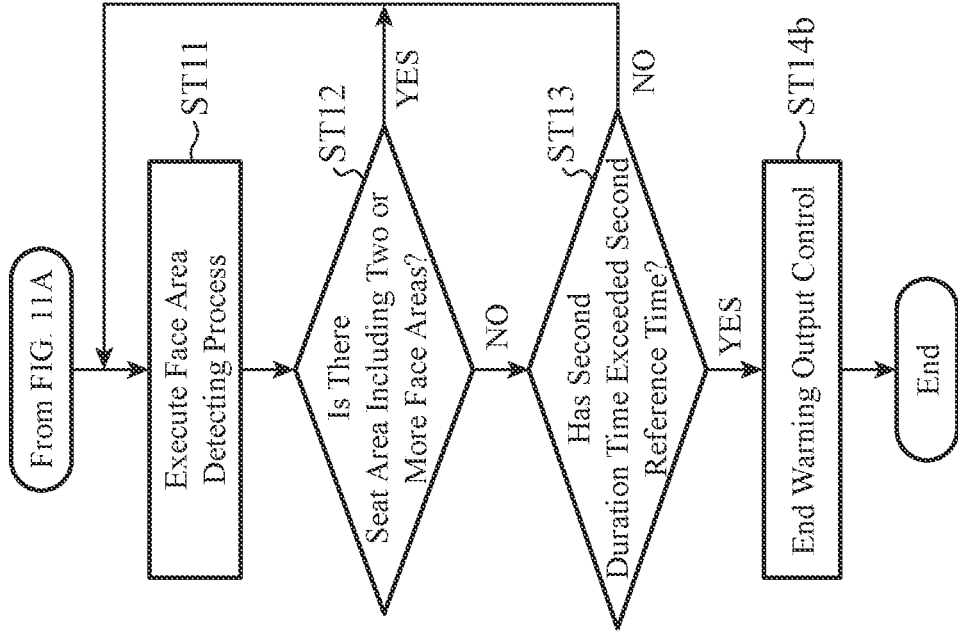 From FIG. 11A
Execute Face Area
Detecting Process
ST11
Is There
Seat Area Including Two or
More Face Areas?
ST12
YES
NO
Has Second
Duration Time Exceeded Second
Reference Time?
ST13
NO
YES
End Warning Output Control
ST14b
End